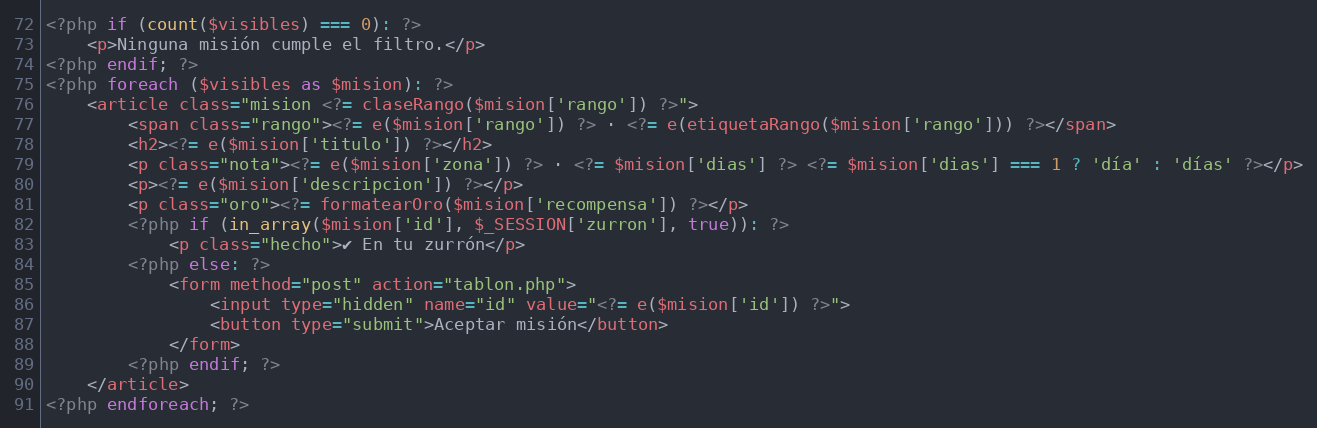 72 <?php if (count($visibles) === 0): ?>
73     <p>Ninguna misión cumple el filtro.</p>
74 <?php endif; ?>
75 <?php foreach ($visibles as $mision): ?>
76     <article class="mision <?= claseRango($mision['rango']) ?>">
77         <span class="rango"><?= e($mision['rango']) ?> · <?= e(etiquetaRango($mision['rango'])) ?></span>
78         <h2><?= e($mision['titulo']) ?></h2>
79         <p class="nota"><?= e($mision['zona']) ?> · <?= $mision['dias'] ?> <?= $mision['dias'] === 1 ? 'día' : 'días' ?></p>
80         <p><?= e($mision['descripcion']) ?></p>
81         <p class="oro"><?= formatearOro($mision['recompensa']) ?></p>
82         <?php if (in_array($mision['id'], $_SESSION['zurron'], true)): ?>
83             <p class="hecho">✔ En tu zurrón</p>
84         <?php else: ?>
85             <form method="post" action="tablon.php">
86                 <input type="hidden" name="id" value="<?= e($mision['id']) ?>">
87                 <button type="submit">Aceptar misión</button>
88             </form>
89         <?php endif; ?>
90     </article>
91 <?php endforeach; ?>